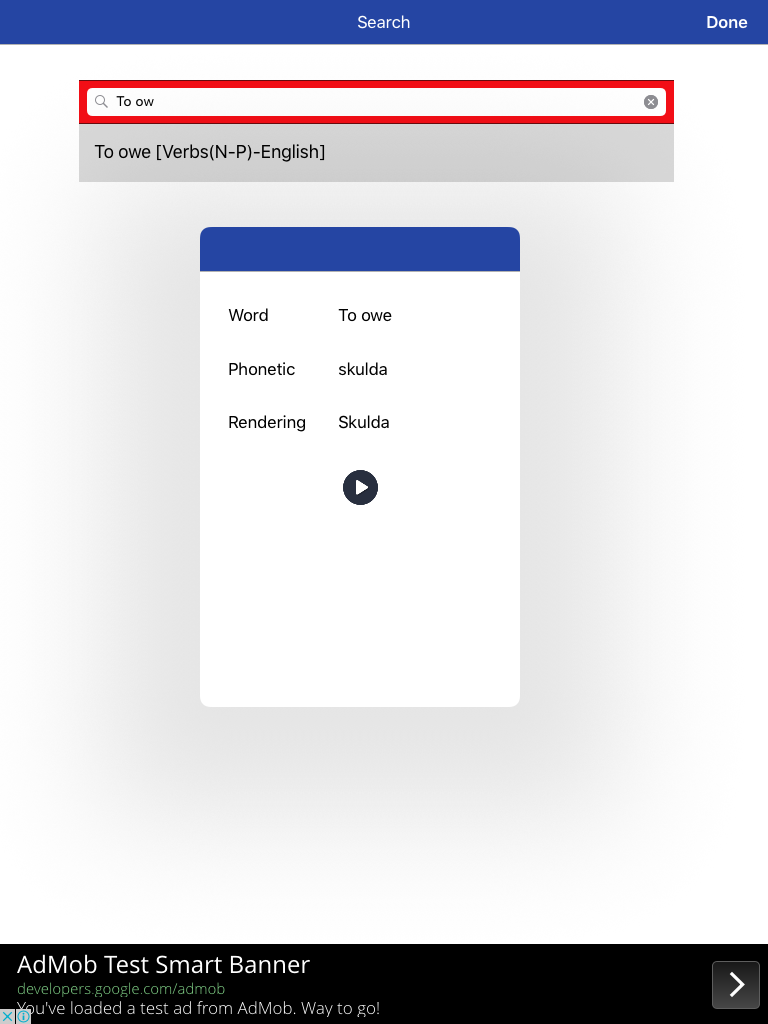 Search
Done
To ow
To owe [Verbs(N-P)-English]
Word To owe
Phonetic skulda
Rendering Skulda
AdMob Test Smart Banner
developers.google.com/admob
You've loaded a test ad from AdMob. Way to go!